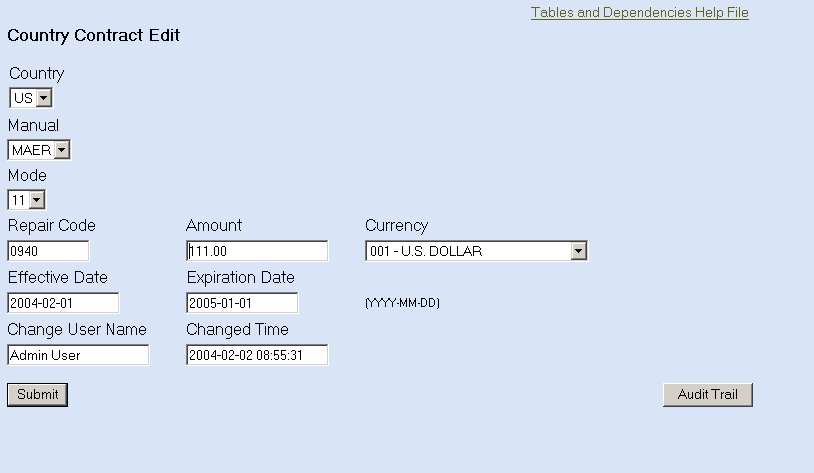 Tables and Dependencies Help File
Country Contract Edit
Country
US
Manual
MAER
Mode
11
Repair Code Amount Currency
0940 111.00 001 - U.S. DOLLAR
Effective Date Expiration Date
2004-02-01 2005-01-01 (YYYY-MM-DD)
Change User Name Changed Time
Admin User 2004-02-02 08:55:31
Submit Audit Trail